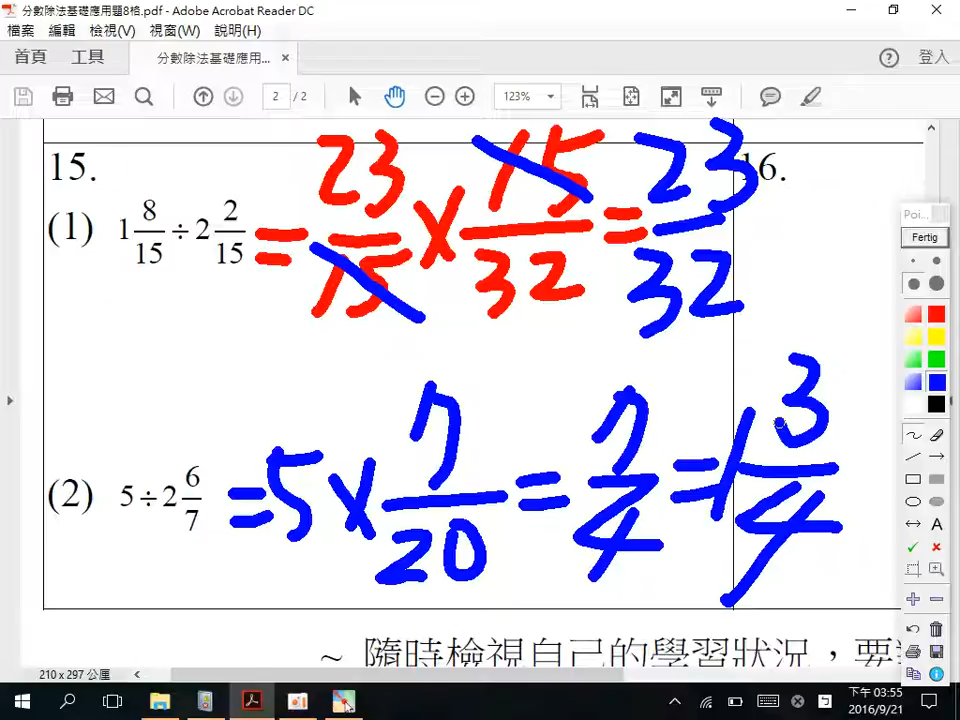 分數除法基礎應用題8格.pdf - Adobe Acrobat Reader DC
檔案 編輯 檢視(V) 視窗(W) 說明(H)
首頁 工具 分數除法基礎應用... × 登入
2 / 2 123%
15. 16.
(1) 1 8/15 ÷ 2 2/15 = 23/15 × 15/32 = 23/32
(2) 5 ÷ 2 6/7 = 5 × 7/20 = 7/4 = 1 3/4
~ 隨時檢視自己的學習狀況，要
210 x 297 公厘
Poi...
Fertig
A
下午 03:55
2016/9/21